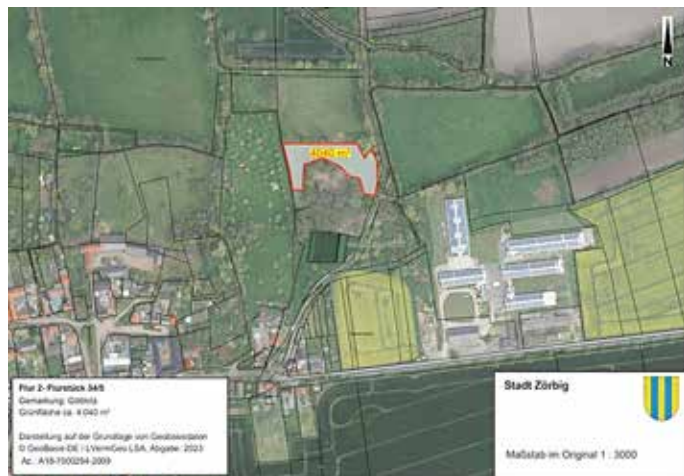 N
4040 m²
Flur 2- Flurstück 34/5
Gemarkung: Göttnitz
Grünfläche ca. 4.040 m²
Darstellung auf der Grundlage von Geobasisdaten
© GeoBasis-DE / LVermGeo LSA, Abgabe: 2023
Az.: A18-7000294-2009
Stadt Zörbig
Maßstab im Original 1 : 3000